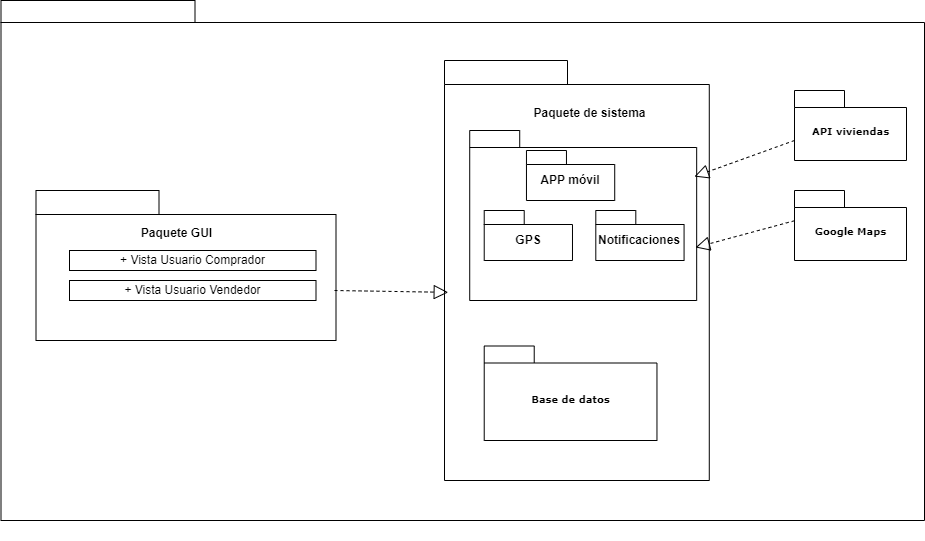 Paquete de sistema
API viviendas
APP móvil
Paquete GUI
GPS
Notificaciones
Google Maps
+ Vista Usuario Comprador
+ Vista Usuario Vendedor
Base de datos